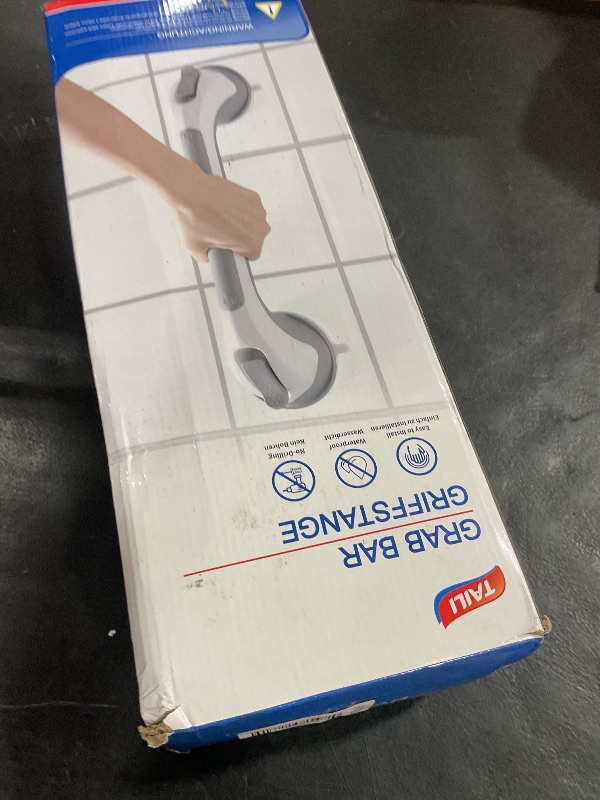 TAILI
GRAB BAR
GRIFFSTANGE
Easy to Install
Einfach zu Installieren
Waterproof
Wasserdicht
No-Drilling
Kein Bohren
WARNING/ACHTUNG